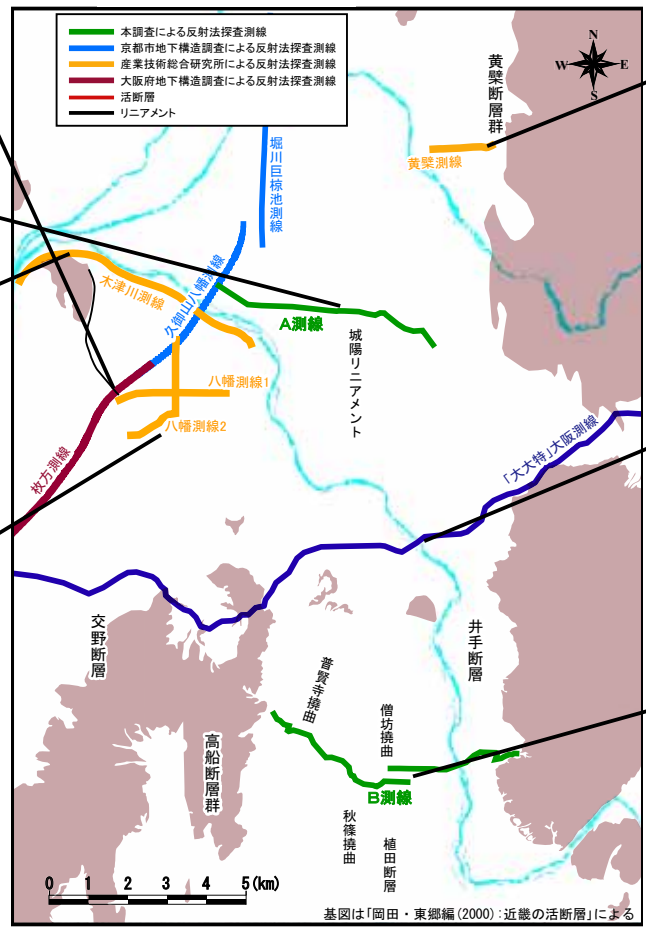 本調査による反射法探査測線
京都市地下構造調査による反射法探査測線
産業技術総合研究所による反射法探査測線
大阪府地下構造調査による反射法探査測線
活断層
リニアメント
N
W
E
S
黄檗断層群
黄檗測線
堀川巨椋池測線
木津川測線
久御山八幡測線
A測線
城陽リニアメント
八幡測線1
八幡測線2
枚方測線
「大大特」大阪測線
交野断層
井手断層
普賢寺撓曲
僧坊撓曲
高船断層群
B測線
秋篠撓曲
植田断層
0 1 2 3 4 5(km)
基図は「岡田・東郷編(2000):近畿の活断層」による